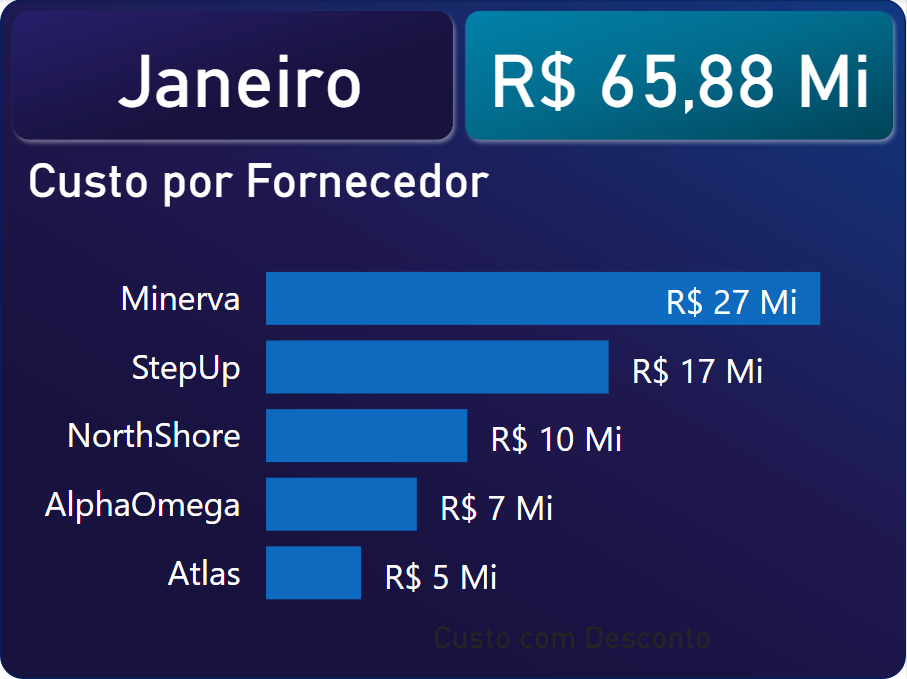 Janeiro
R$ 65,88 Mi
Custo por Fornecedor
Minerva R$ 27 Mi
StepUp R$ 17 Mi
NorthShore R$ 10 Mi
AlphaOmega R$ 7 Mi
Atlas R$ 5 Mi
Custo com Desconto